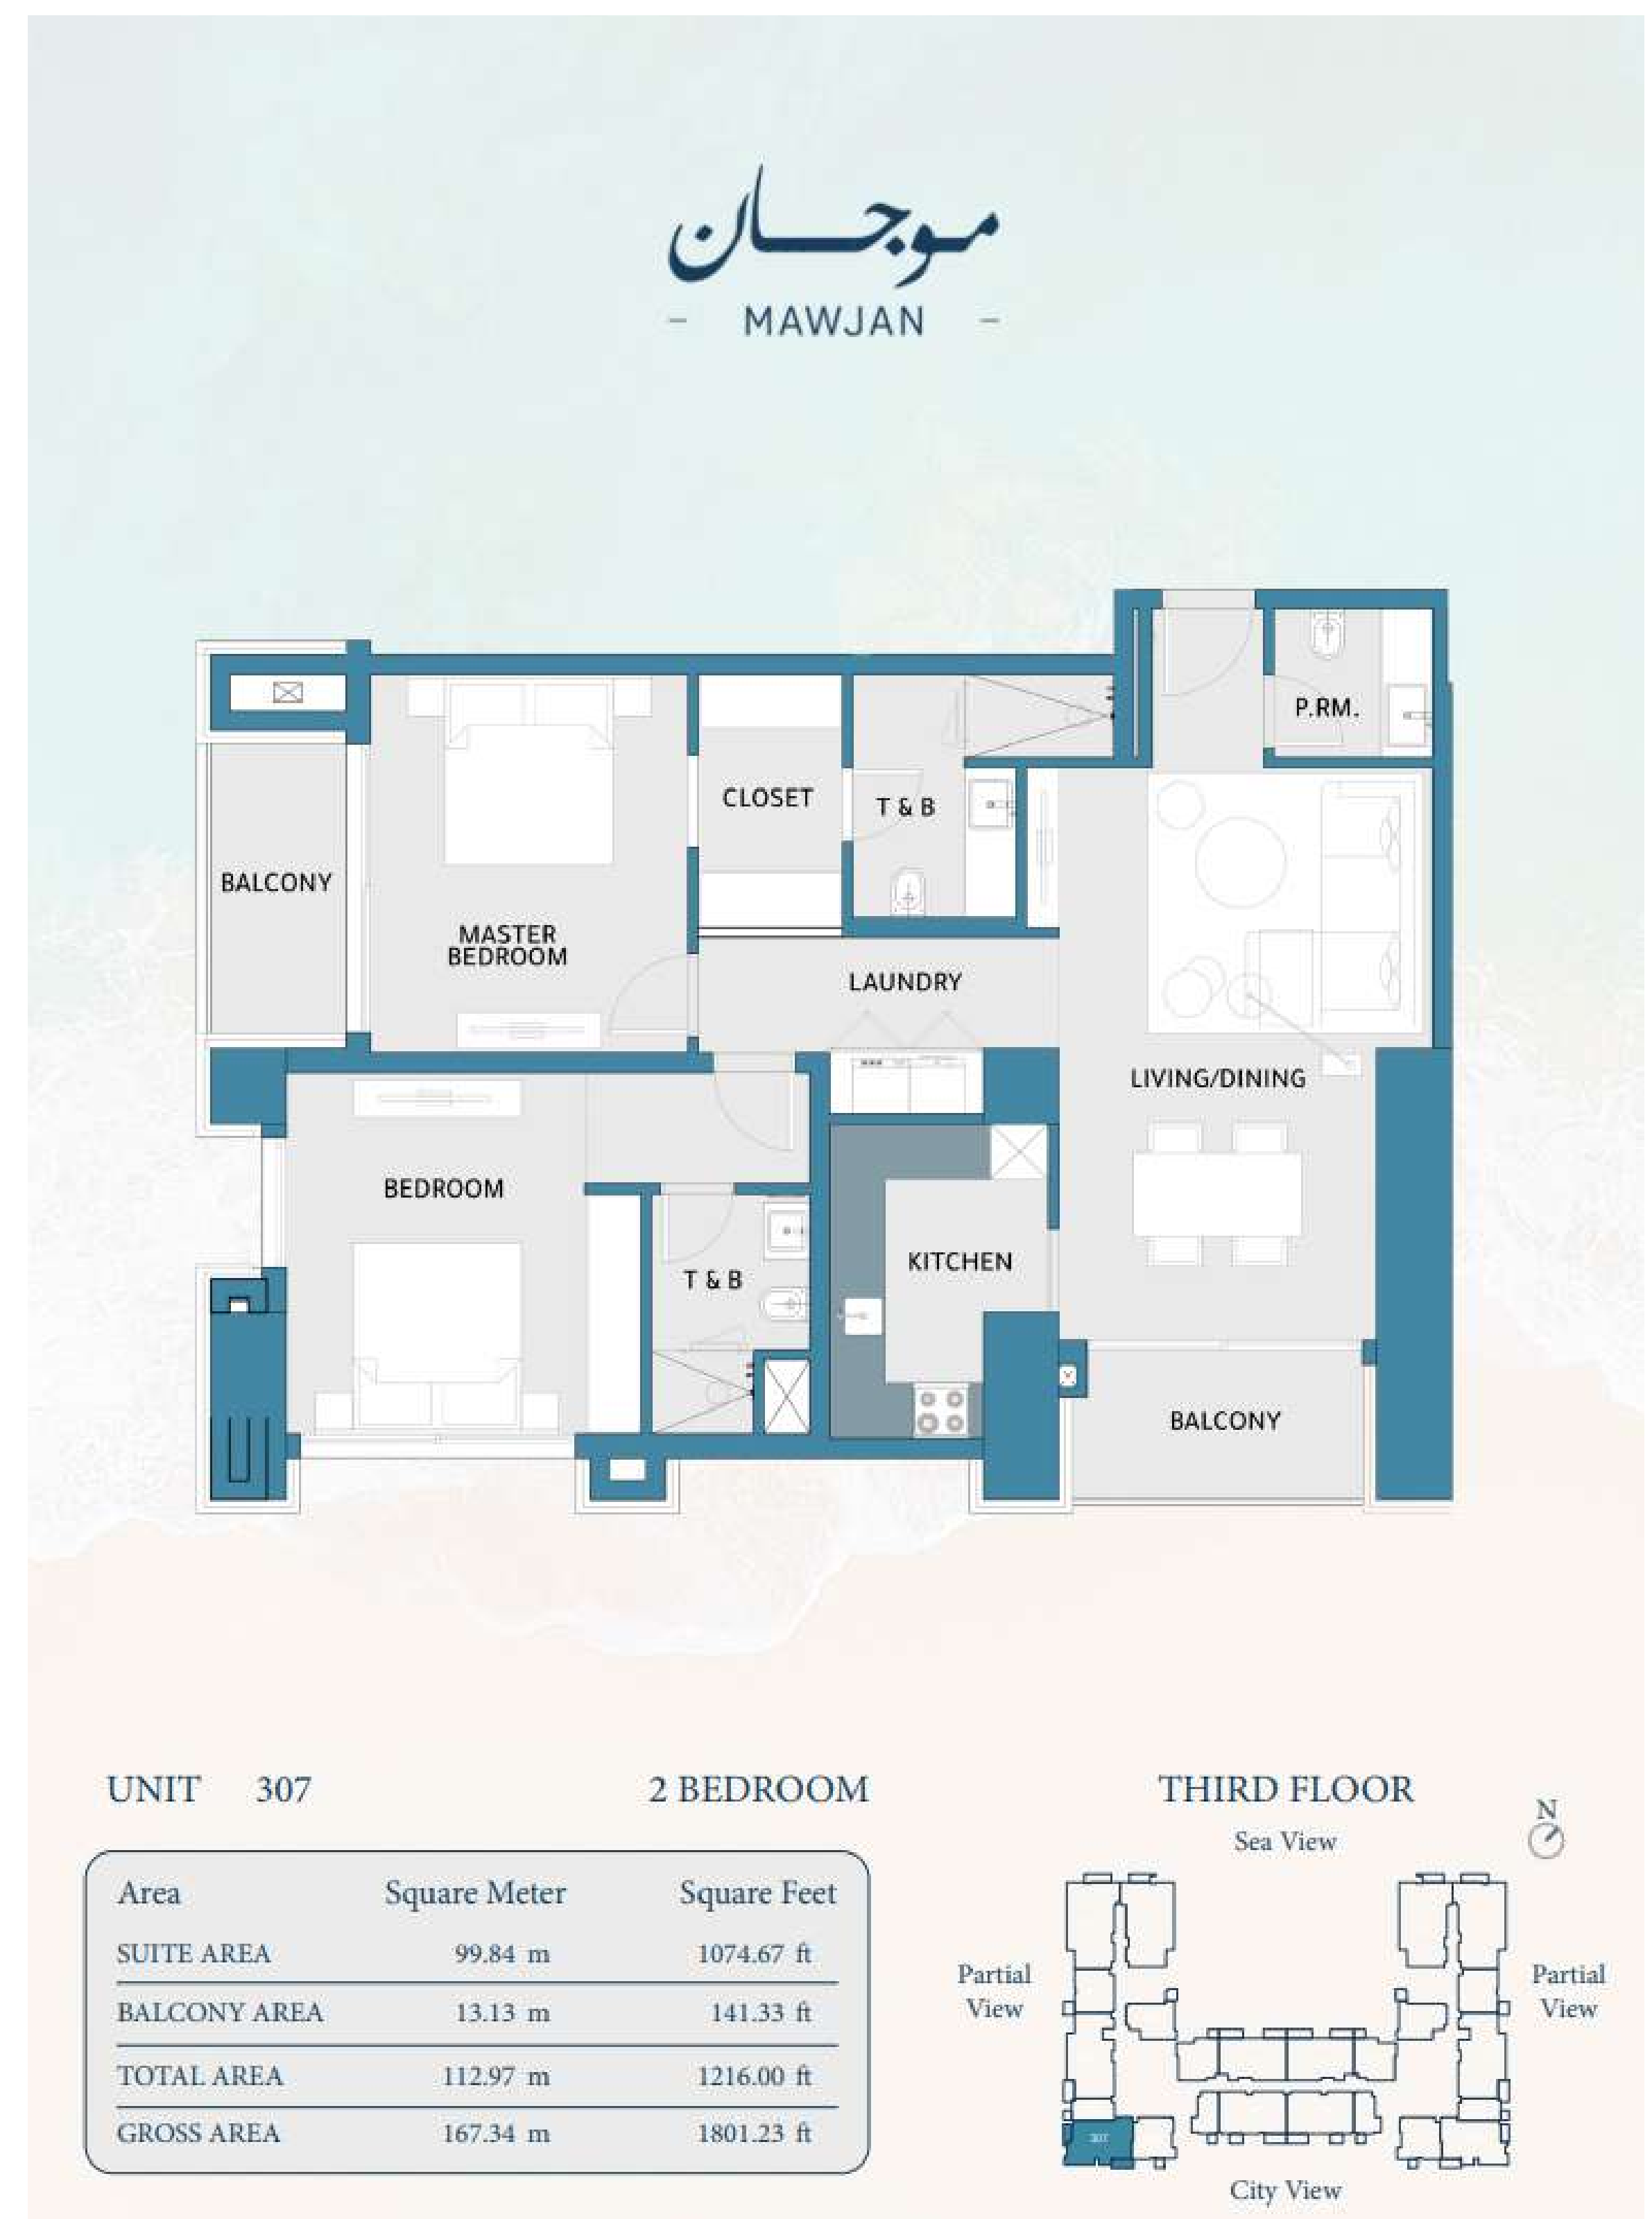 موجان
- MAWJAN -
P.RM.
CLOSET
T & B
BALCONY
MASTER
BEDROOM
LAUNDRY
LIVING/DINING
BEDROOM
KITCHEN
T & B
BALCONY
UNIT 307
2 BEDROOM
THIRD FLOOR
N
Sea View
Area Square Meter Square Feet
SUITE AREA 99.84 m 1074.67 ft
BALCONY AREA 13.13 m 141.33 ft
TOTAL AREA 112.97 m 1216.00 ft
GROSS AREA 167.34 m 1801.23 ft
Partial
View
Partial
View
307
City View